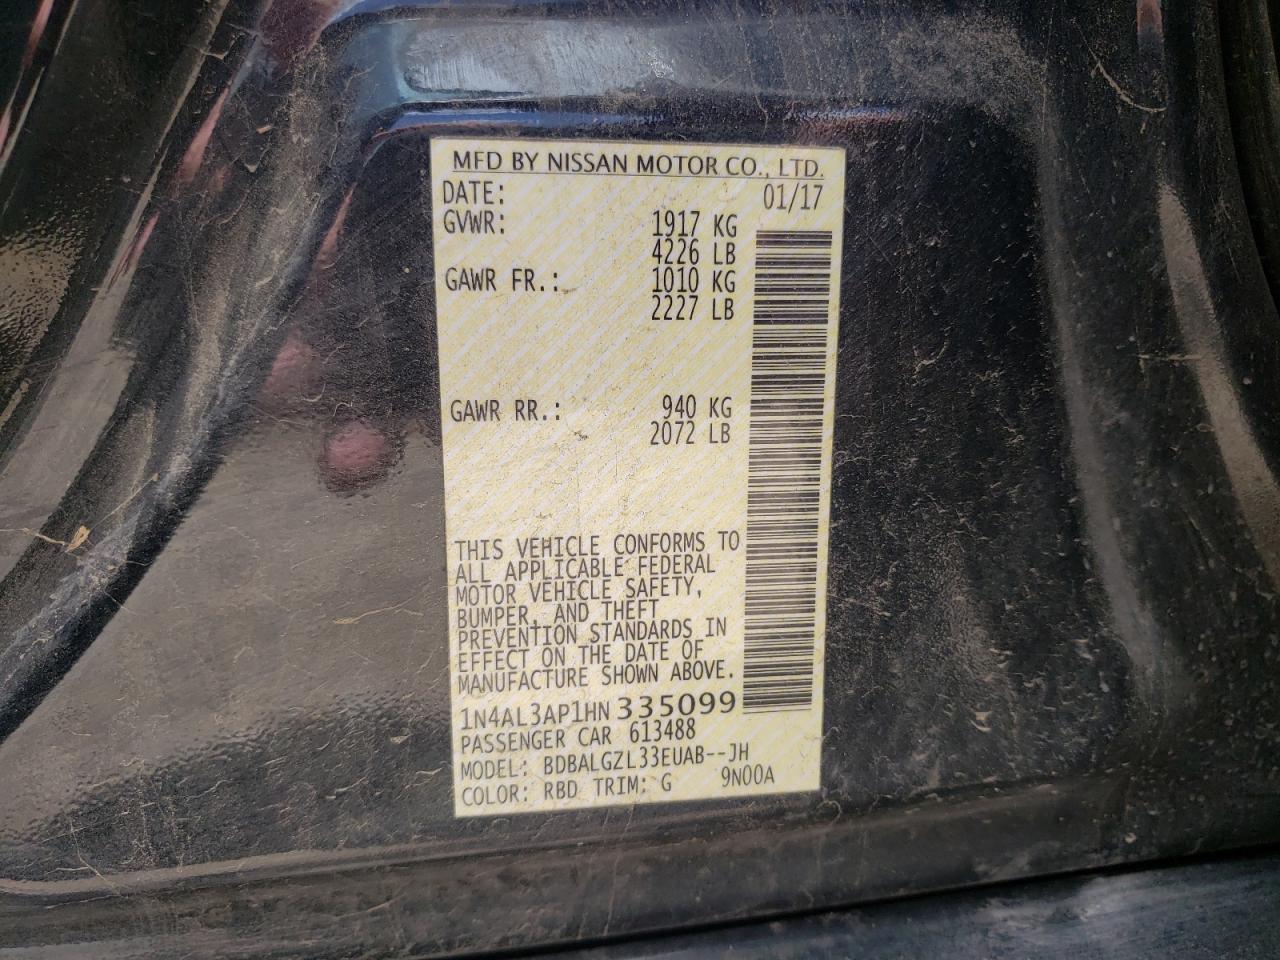 MFD BY NISSAN MOTOR CO., LTD.
DATE: 01/17
GVWR: 1917 KG
4226 LB
GAWR FR.: 1010 KG
2227 LB
GAWR RR.: 940 KG
2072 LB
THIS VEHICLE CONFORMS TO
ALL APPLICABLE FEDERAL
MOTOR VEHICLE SAFETY,
BUMPER, AND THEFT
PREVENTION STANDARDS IN
EFFECT ON THE DATE OF
MANUFACTURE SHOWN ABOVE.
1N4AL3AP1HN335099
PASSENGER CAR 613488
MODEL: BDBALGZL33EUAB--JH
COLOR: RBD TRIM: G 9N00A